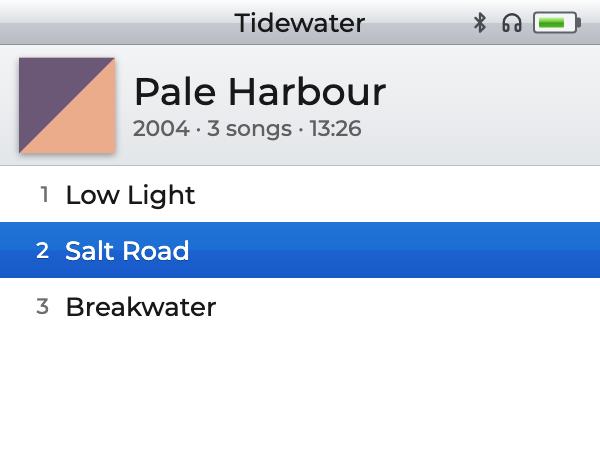 Tidewater
Pale Harbour
2004 · 3 songs · 13:26
1 Low Light
2 Salt Road
3 Breakwater